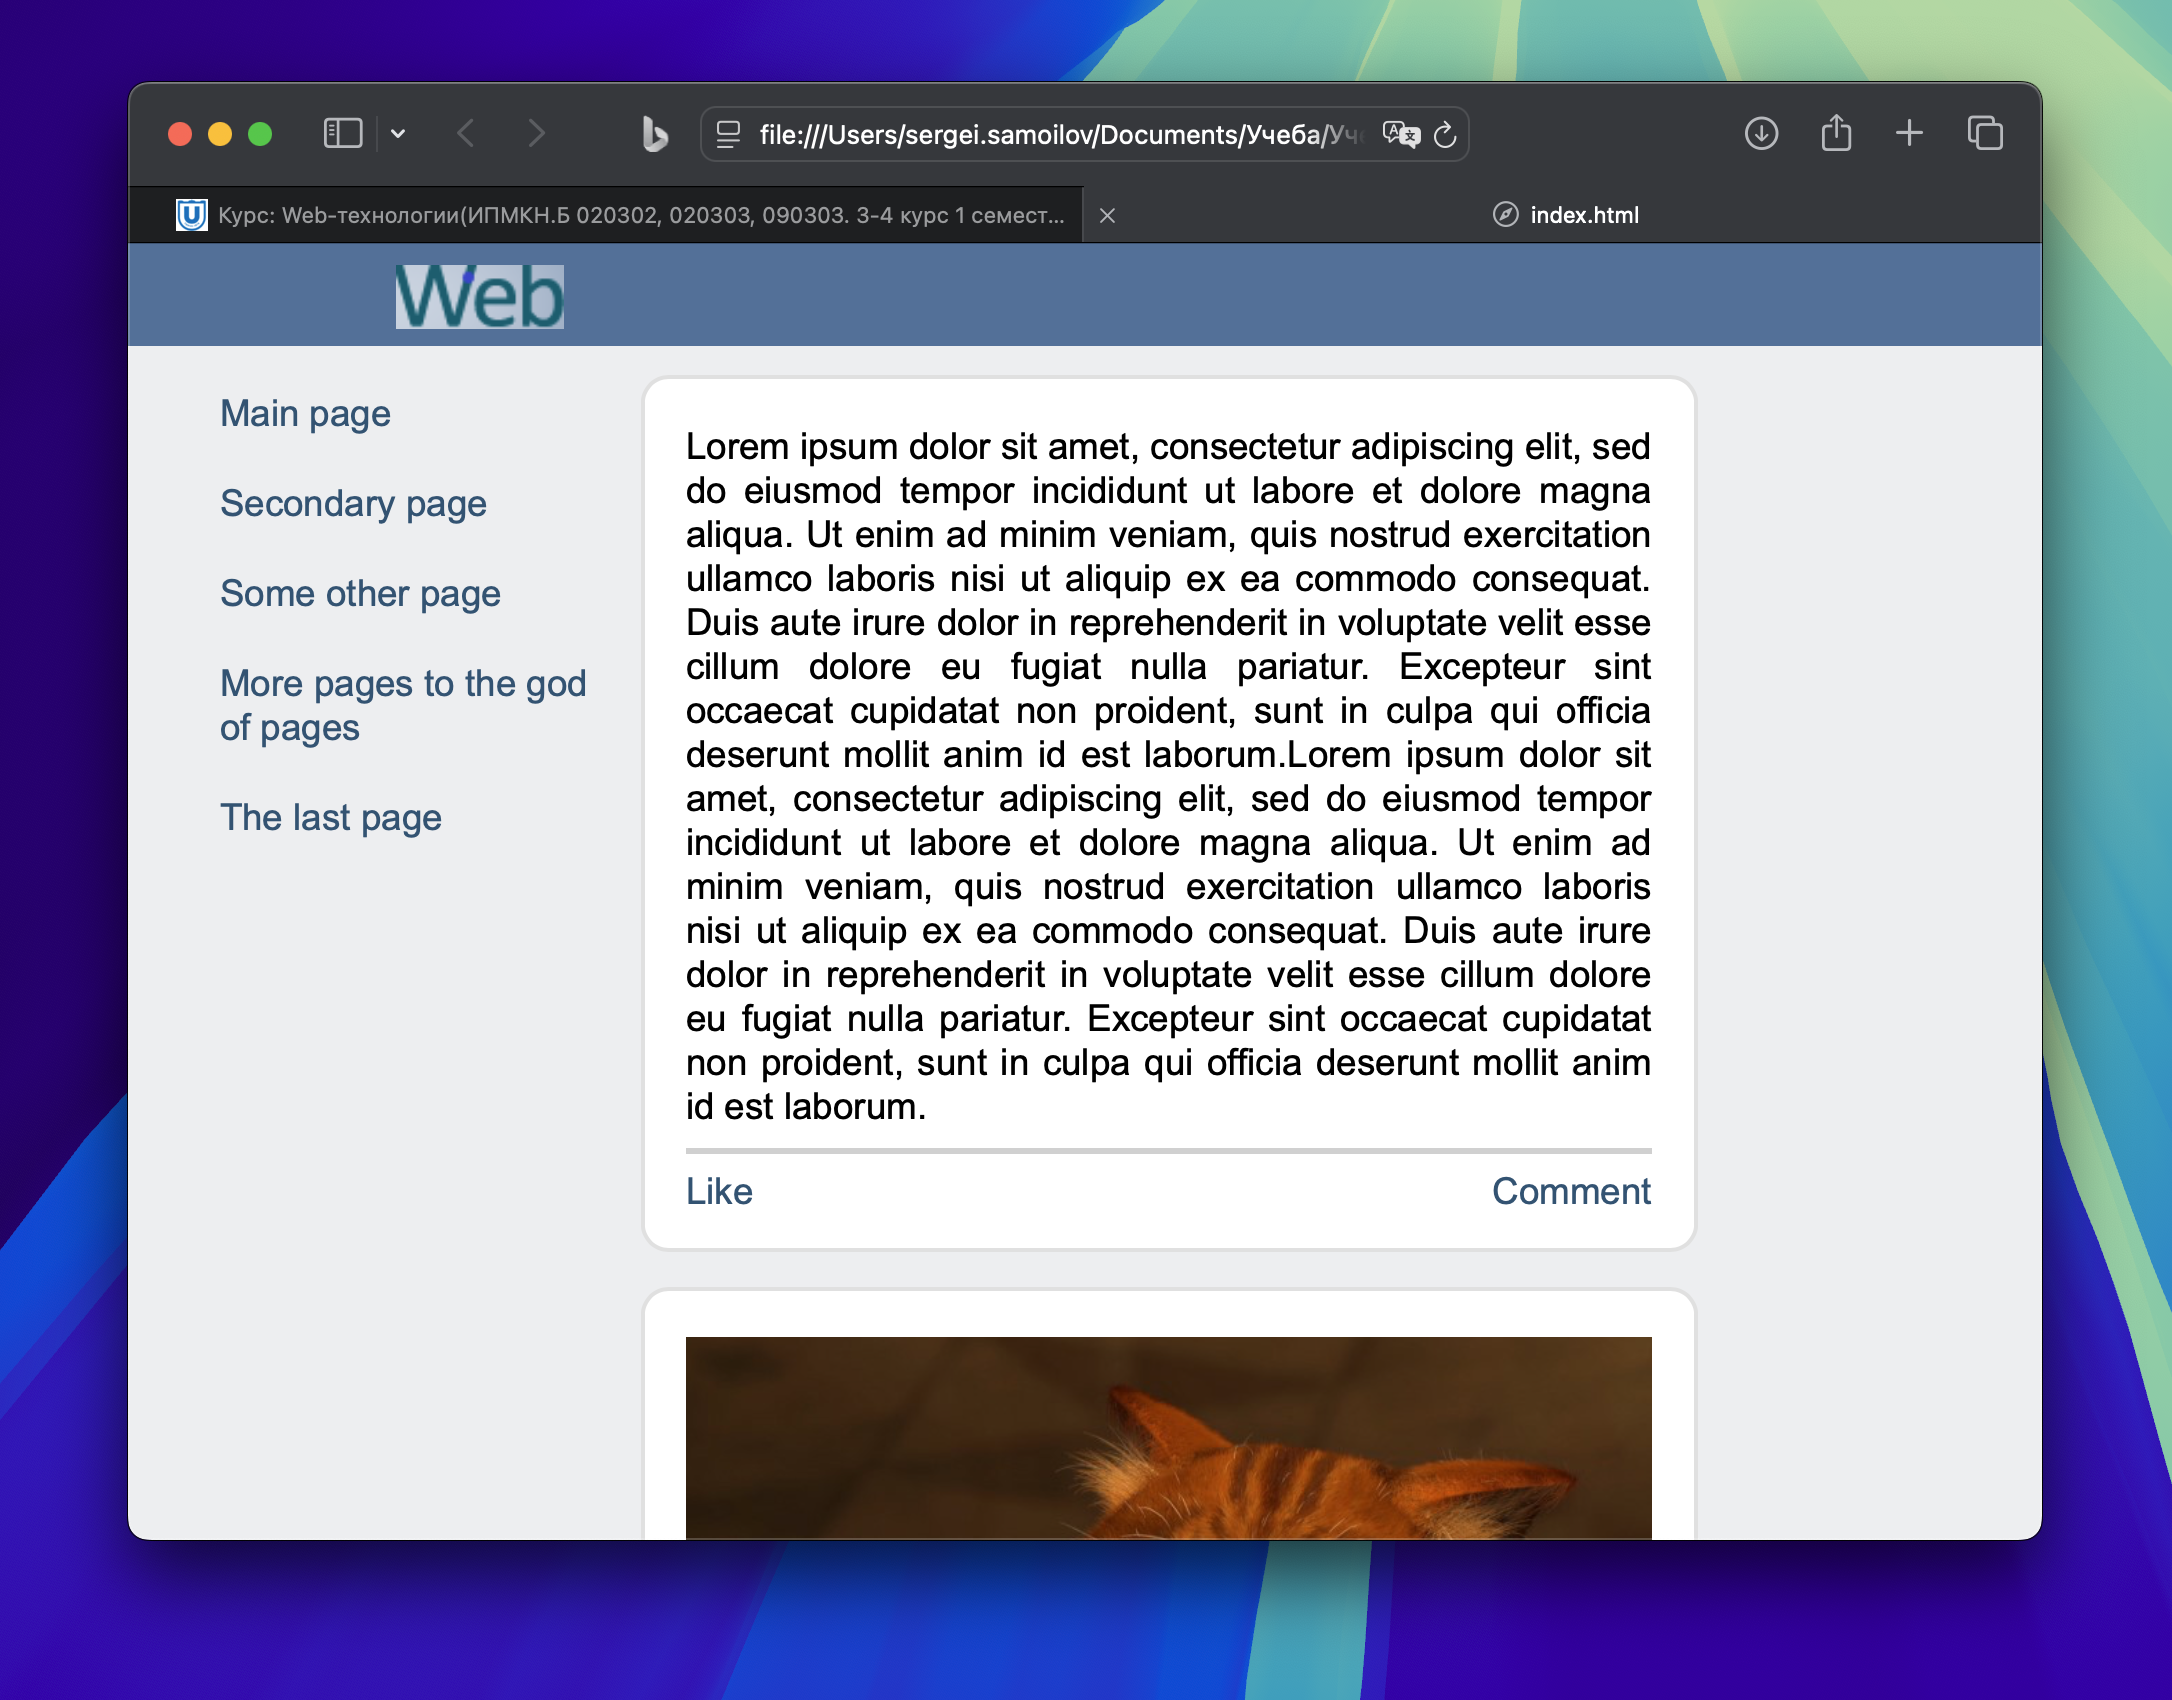 file:///Users/sergei.samoilov/Documents/Учеба/Уче
Курс: Web-технологии(ИПМКН.Б 020302, 020303, 090303. 3-4 курс 1 семест...
index.html
Web
Main page
Secondary page
Some other page
More pages to the god
of pages
The last page
Lorem ipsum dolor sit amet, consectetur adipiscing elit, sed
do eiusmod tempor incididunt ut labore et dolore magna
aliqua. Ut enim ad minim veniam, quis nostrud exercitation
ullamco laboris nisi ut aliquip ex ea commodo consequat.
Duis aute irure dolor in reprehenderit in voluptate velit esse
cillum dolore eu fugiat nulla pariatur. Excepteur sint
occaecat cupidatat non proident, sunt in culpa qui officia
deserunt mollit anim id est laborum.Lorem ipsum dolor sit
amet, consectetur adipiscing elit, sed do eiusmod tempor
incididunt ut labore et dolore magna aliqua. Ut enim ad
minim veniam, quis nostrud exercitation ullamco laboris
nisi ut aliquip ex ea commodo consequat. Duis aute irure
dolor in reprehenderit in voluptate velit esse cillum dolore
eu fugiat nulla pariatur. Excepteur sint occaecat cupidatat
non proident, sunt in culpa qui officia deserunt mollit anim
id est laborum.
Like
Comment